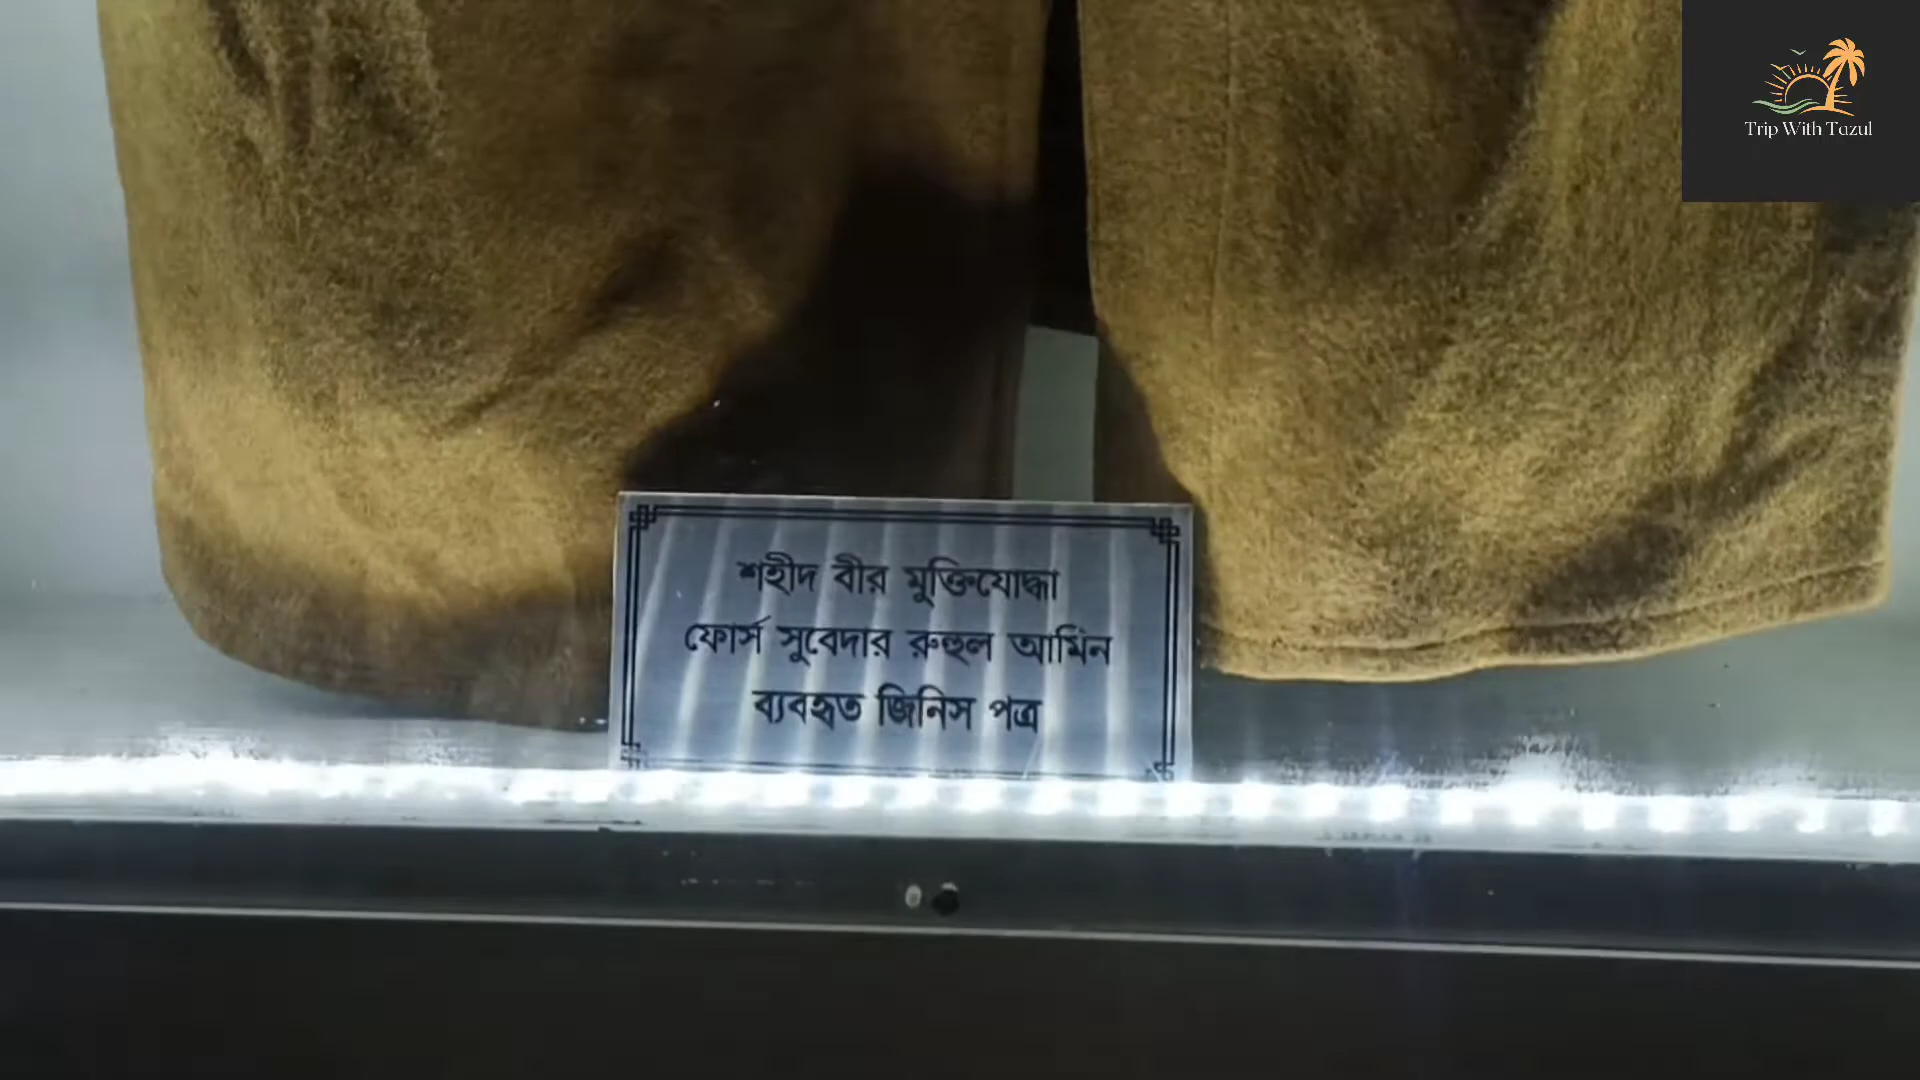 Trip With Tazul
শহীদ বীর মুক্তিযোদ্ধা
ফোর্স সুবেদার রুহুল আমিন
ব্যবহৃত জিনিস পত্র